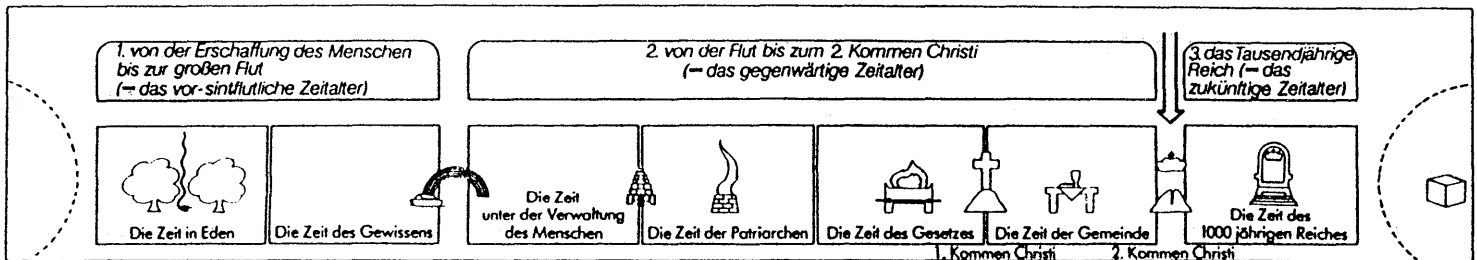 1. von der Erschaffung des Menschen
bis zur großen Flut
(– das vor-sintflutliche Zeitalter)
2. von der Flut bis zum 2. Kommen Christi
(– das gegenwärtige Zeitalter)
3. das Tausendjährige
Reich (– das
zukünftige Zeitalter)
Die Zeit in Eden
Die Zeit des Gewissens
Die Zeit
unter der Verwaltung
des Menschen
Die Zeit der Patriarchen
Die Zeit des Gesetzes
Die Zeit der Gemeinde
Die Zeit des
1000 jährigen Reiches
1. Kommen Christi
2. Kommen Christi